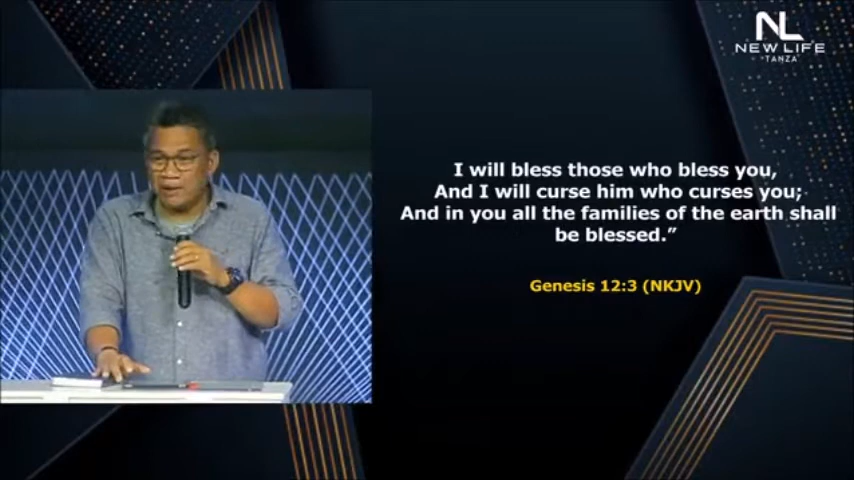 NL
NEW LIFE
TANZA
I will bless those who bless you,
And I will curse him who curses you;
And in you all the families of the earth shall
be blessed.”
Genesis 12:3 (NKJV)